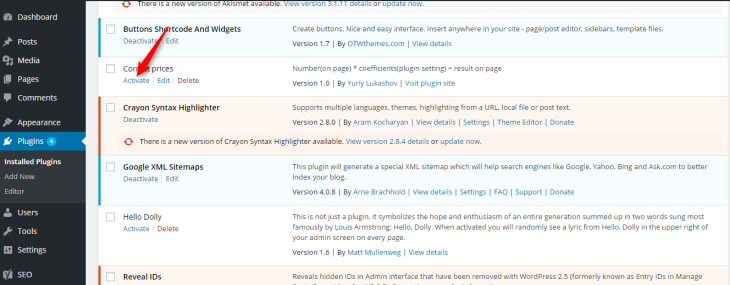 There is a new version of Akismet available. View version 3.1.11 details or update now.
Dashboard
Posts
Media
Pages
Comments
Appearance
Plugins 4
Installed Plugins
Add New
Editor
Users
Tools
Settings
SEO
Buttons Shortcode And Widgets
Deactivate | Edit
Create buttons. Nice and easy interface. Insert anywhere in your site - page/post editor, sidebars, template files.
Version 1.7 | By OTWthemes.com | View details
prices
Activate | Edit | Delete
Number(on page) * coefficients(plugin setting) = result on page
Version 1.0 | By Yuriy Lukashov | Visit plugin site
Crayon Syntax Highlighter
Deactivate
Supports multiple languages, themes, highlighting from a URL, local file or post text.
Version 2.8.0 | By Aram Kocharyan | View details | Settings | Theme Editor | Donate
There is a new version of Crayon Syntax Highlighter available. View version 2.8.4 details or update now.
Google XML Sitemaps
Deactivate | Edit
This plugin will generate a special XML sitemap which will help search engines like Google, Yahoo, Bing and Ask.com to better
index your blog.
Version 4.0.8 | By Arne Brachhold | View details | Settings | FAQ | Support | Donate
Hello Dolly
Activate | Delete
This is not just a plugin, it symbolizes the hope and enthusiasm of an entire generation summed up in two words sung most
famously by Louis Armstrong: Hello, Dolly. When activated you will randomly see a lyric from Hello, Dolly in the upper right of
your admin screen on every page.
Version 1.6 | By Matt Mullenweg | View details
Reveal IDs
Reveals hidden IDs in Admin interface that have been removed with WordPress 2.5 (formerly known as Entry IDs in Manage